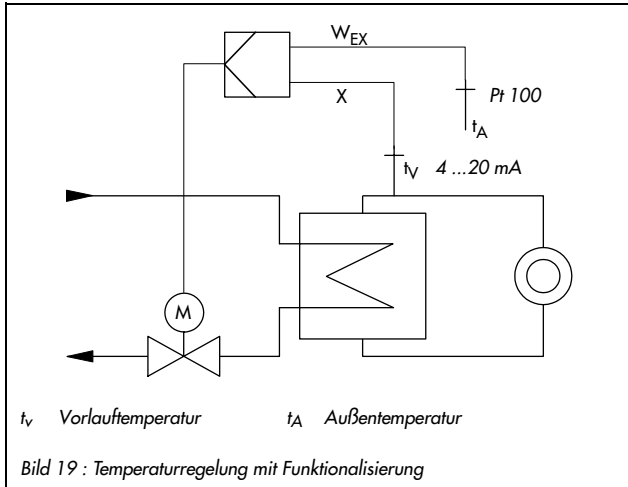 W_EX
X
Pt 100
t_A
t_V 4 ...20 mA
M
t_v Vorlauftemperatur t_A Außentemperatur
Bild 19 : Temperaturregelung mit Funktionalisierung